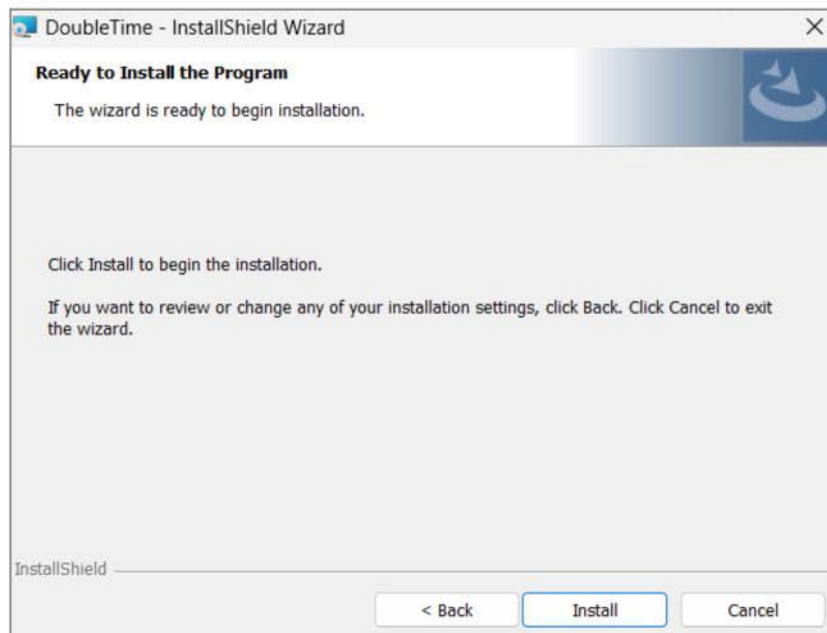 DoubleTime - InstallShield Wizard
Ready to Install the Program
The wizard is ready to begin installation.
Click Install to begin the installation.
If you want to review or change any of your installation settings, click Back. Click Cancel to exit
the wizard.
InstallShield
< Back
Install
Cancel